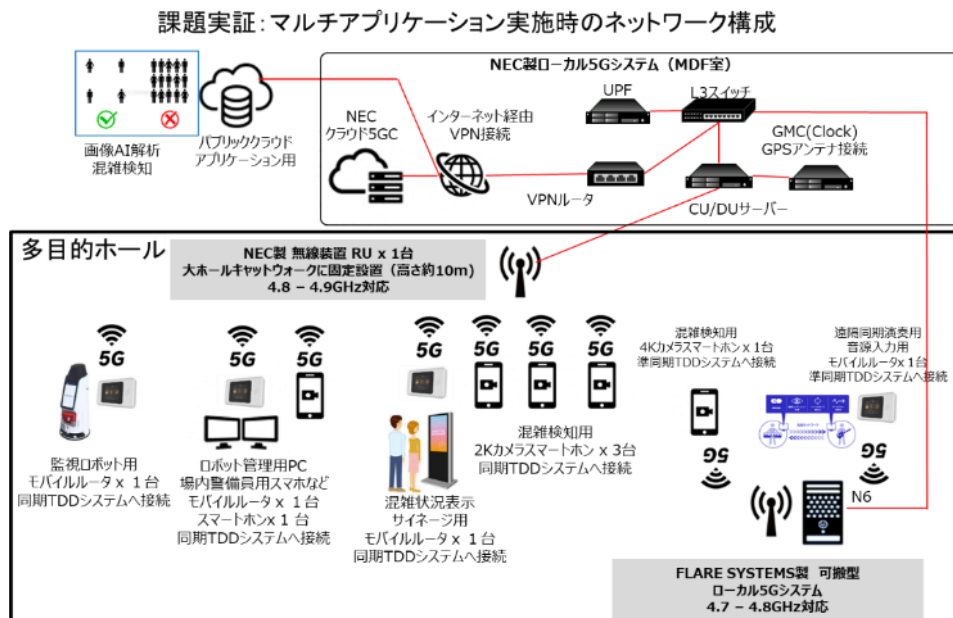 課題実証：マルチアプリケーション実施時のネットワーク構成
画像AI解析
混雑検知
パブリッククラウド
アプリケーション用
NEC製ローカル5Gシステム（MDF室）
NEC
クラウド5GC
インターネット経由
VPN接続
VPNルータ
UPF
L3スイッチ
GMC(Clock)
GPSアンテナ接続
CU/DUサーバー
多目的ホール
NEC製 無線装置 RU x 1台
大ホールキャットウォークに固定設置（高さ約10m)
4.8 – 4.9GHz対応
5G
監視ロボット用
モバイルルータ x 1台
同期TDDシステムへ接続
5G
5G
ロボット管理用PC
場内警備員用スマホなど
モバイルルータ x 1台
スマートホンx 1台
同期TDDシステムへ接続
5G
混雑状況表示
サイネージ用
モバイルルータ x 1台
同期TDDシステムへ接続
5G
5G
5G
混雑検知用
2Kカメラスマートホン x 3台
同期TDDシステムへ接続
混雑検知用
4Kカメラスマートホン x 1台
準同期TDDシステムへ接続
5G
遠隔同期演奏用
音源入力用
モバイルルータx 1台
準同期TDDシステムへ接続
5G
N6
FLARE SYSTEMS製 可搬型
ローカル5Gシステム
4.7 – 4.8GHz対応